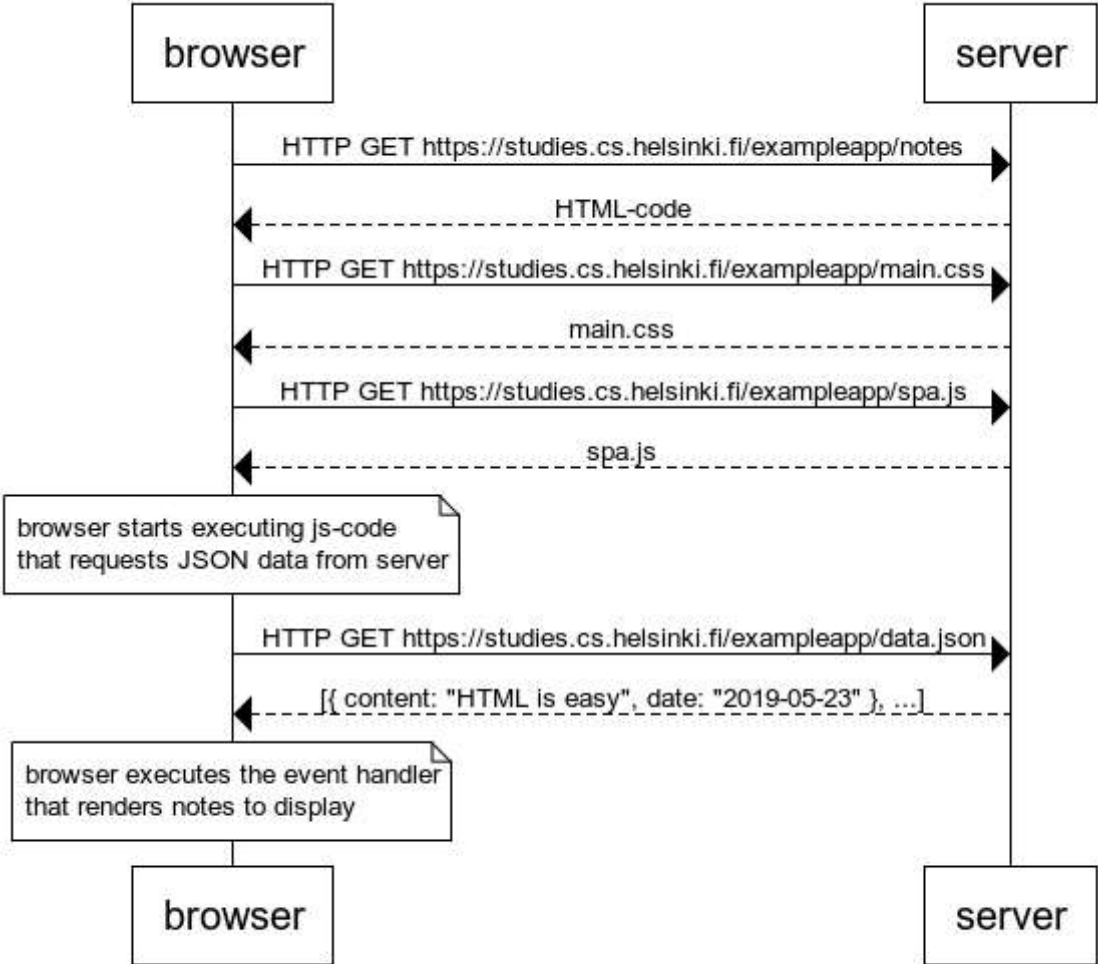 browser
server
HTTP GET https://studies.cs.helsinki.fi/exampleapp/notes
HTML-code
HTTP GET https://studies.cs.helsinki.fi/exampleapp/main.css
main.css
HTTP GET https://studies.cs.helsinki.fi/exampleapp/spa.js
spa.js
browser starts executing js-code
that requests JSON data from server
HTTP GET https://studies.cs.helsinki.fi/exampleapp/data.json
[{ content: "HTML is easy", date: "2019-05-23" }, ...]
browser executes the event handler
that renders notes to display
browser
server